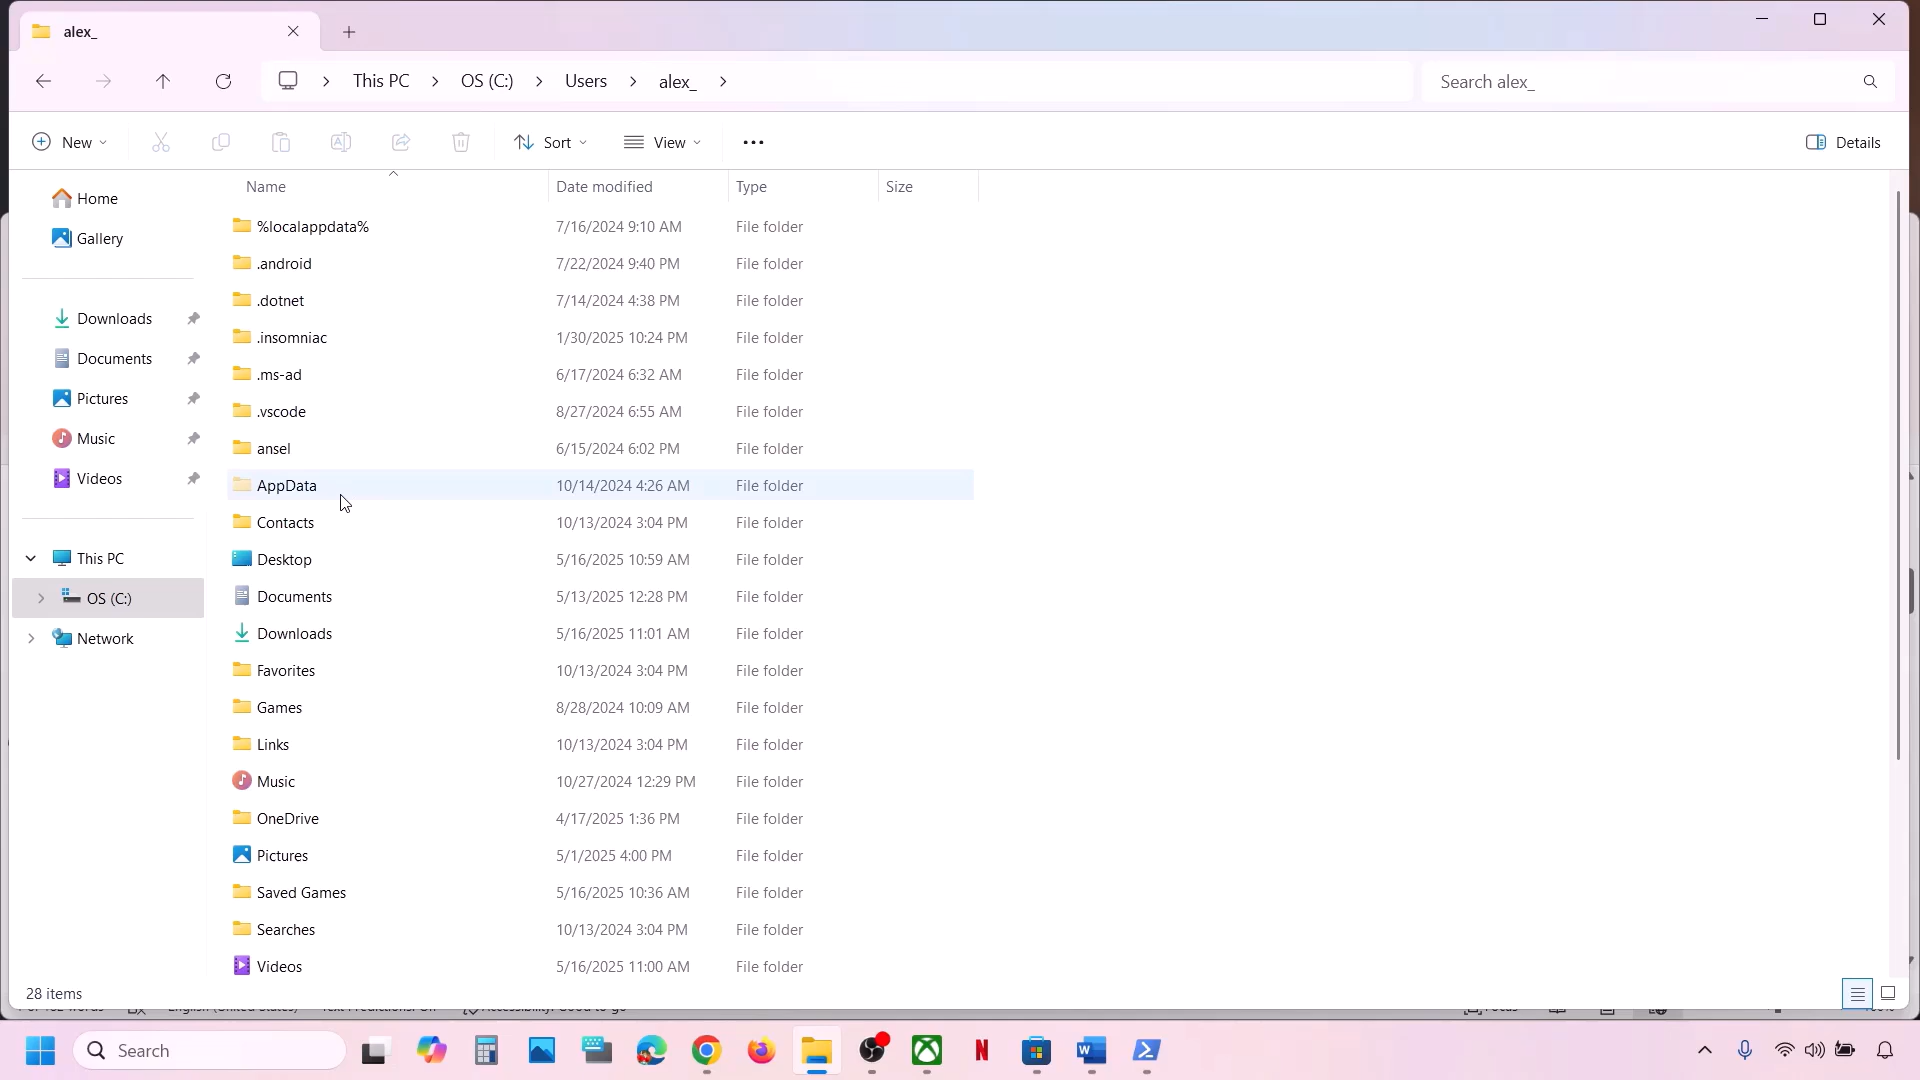 alex_
This PC
OS (C:)
Users
alex_
Search alex_
New
Sort
View
Details
Name
Date modified
Type
Size
Home
Gallery
Downloads
Documents
Pictures
Music
Videos
This PC
OS (C:)
Network
%localappdata% 7/16/2024 9:10 AM File folder
.android 7/22/2024 9:40 PM File folder
.dotnet 7/14/2024 4:38 PM File folder
.insomniac 1/30/2025 10:24 PM File folder
.ms-ad 6/17/2024 6:32 AM File folder
.vscode 8/27/2024 6:55 AM File folder
ansel 6/15/2024 6:02 PM File folder
AppData 10/14/2024 4:26 AM File folder
Contacts 10/13/2024 3:04 PM File folder
Desktop 5/16/2025 10:59 AM File folder
Documents 5/13/2025 12:28 PM File folder
Downloads 5/16/2025 11:01 AM File folder
Favorites 10/13/2024 3:04 PM File folder
Games 8/28/2024 10:09 AM File folder
Links 10/13/2024 3:04 PM File folder
Music 10/27/2024 12:29 PM File folder
OneDrive 4/17/2025 1:36 PM File folder
Pictures 5/1/2025 4:00 PM File folder
Saved Games 5/16/2025 10:36 AM File folder
Searches 10/13/2024 3:04 PM File folder
Videos 5/16/2025 11:00 AM File folder
28 items
Search